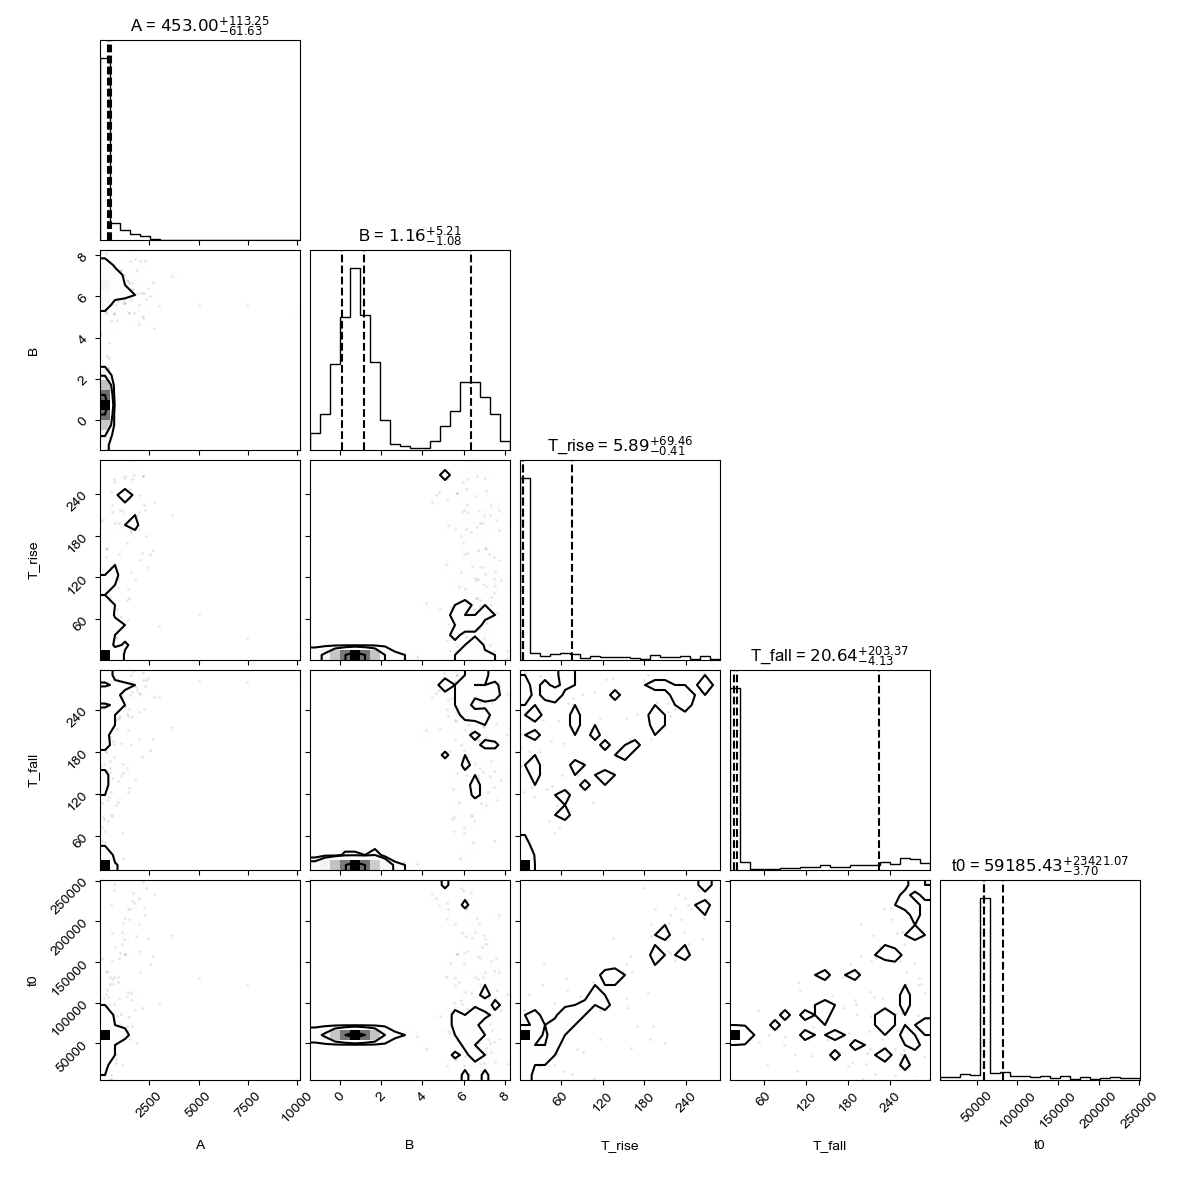 A = 453.00+113.25−61.63
B = 1.16+5.21−1.08
8
6
4
2
0
B
T_rise = 5.89+69.46−0.41
240
180
120
60
T_rise
T_fall = 20.64+203.37−4.13
240
180
120
60
T_fall
t0 = 59185.43+23421.07−3.70
250000
200000
150000
100000
50000
t0
2500 5000 7500 10000 0 2 4 6 8 60 120 180 240 60 120 180 240 50000 100000 150000 200000 250000
A B T_rise T_fall t0